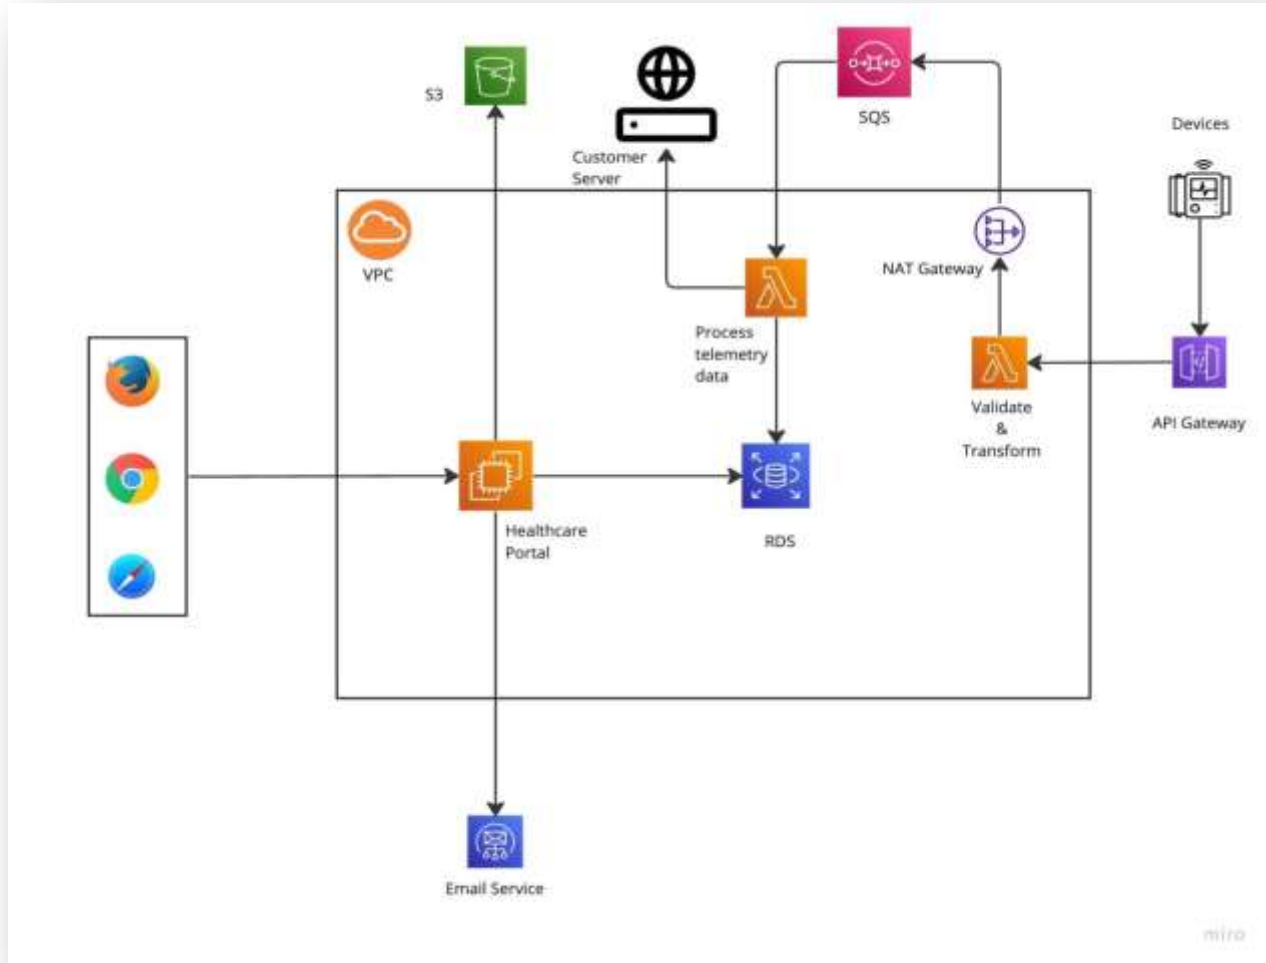 S3
SQS
Devices
Customer
Server
VPC
NAT Gateway
Process
telemetry
data
Validate
&
Transform
API Gateway
Healthcare
Portal
RDS
Email Service
miro